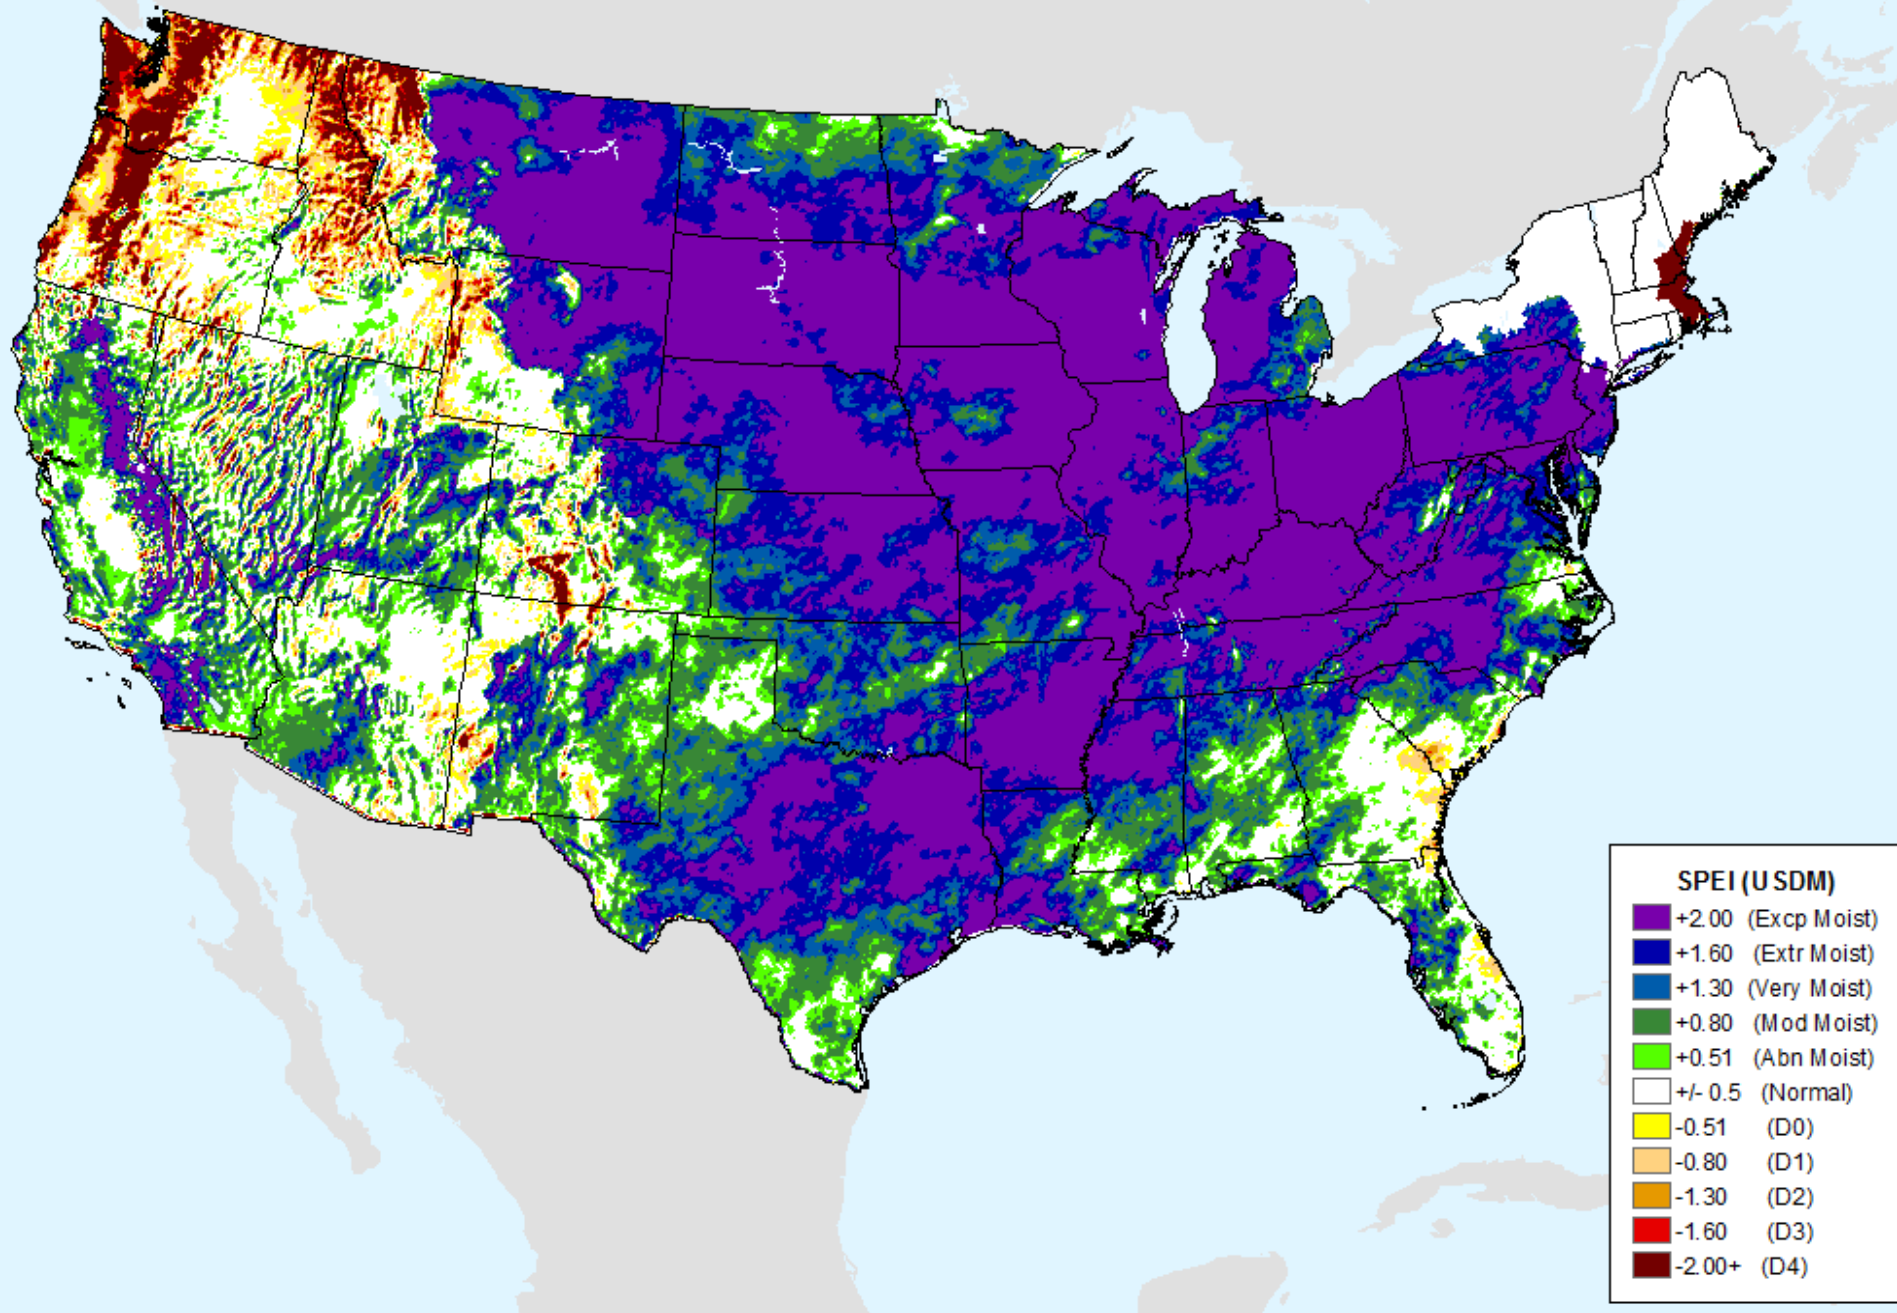 SPEI (USDM)
+2.00 (Excp Moist)
+1.60 (Extr Moist)
+1.30 (Very Moist)
+0.80 (Mod Moist)
+0.51 (Abn Moist)
+/- 0.5 (Normal)
-0.51 (D0)
-0.80 (D1)
-1.30 (D2)
-1.60 (D3)
-2.00+ (D4)